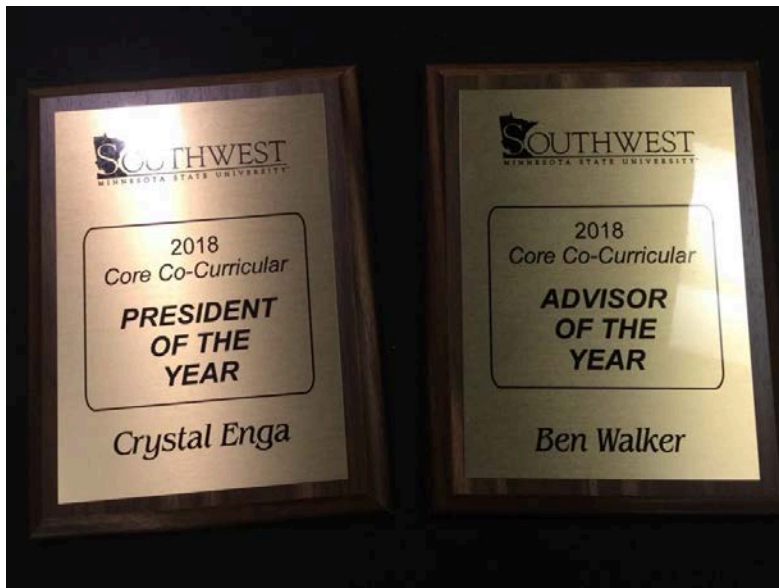 SOUTHWEST
MINNESOTA STATE UNIVERSITY
2018
Core Co-Curricular
PRESIDENT
OF THE
YEAR
Crystal Enga
SOUTHWEST
MINNESOTA STATE UNIVERSITY
2018
Core Co-Curricular
ADVISOR
OF THE
YEAR
Ben Walker